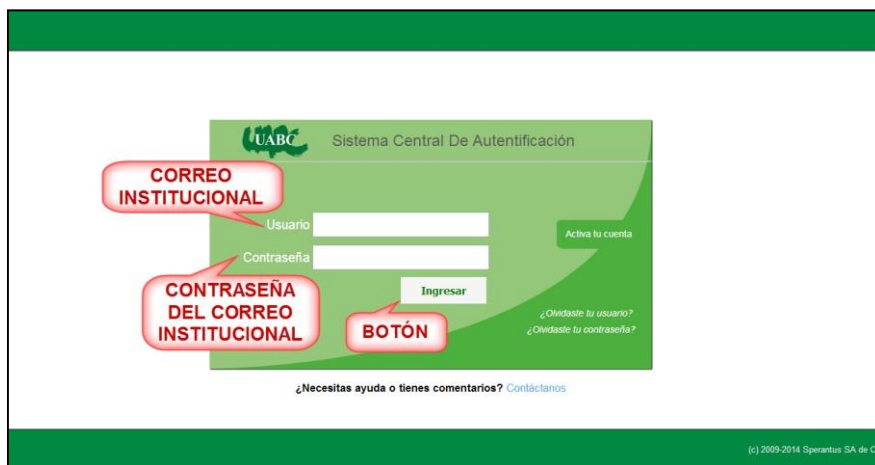 UABC
Sistema Central De Autentificación
CORREO
INSTITUCIONAL
Usuario
Activa tu cuenta
Contraseña
CONTRASEÑA
DEL CORREO
INSTITUCIONAL
Ingresar
BOTÓN
¿Olvidaste tu usuario?
¿Olvidaste tu contraseña?
¿Necesitas ayuda o tienes comentarios? Contáctanos
(c) 2009-2014 Sperantus SA de